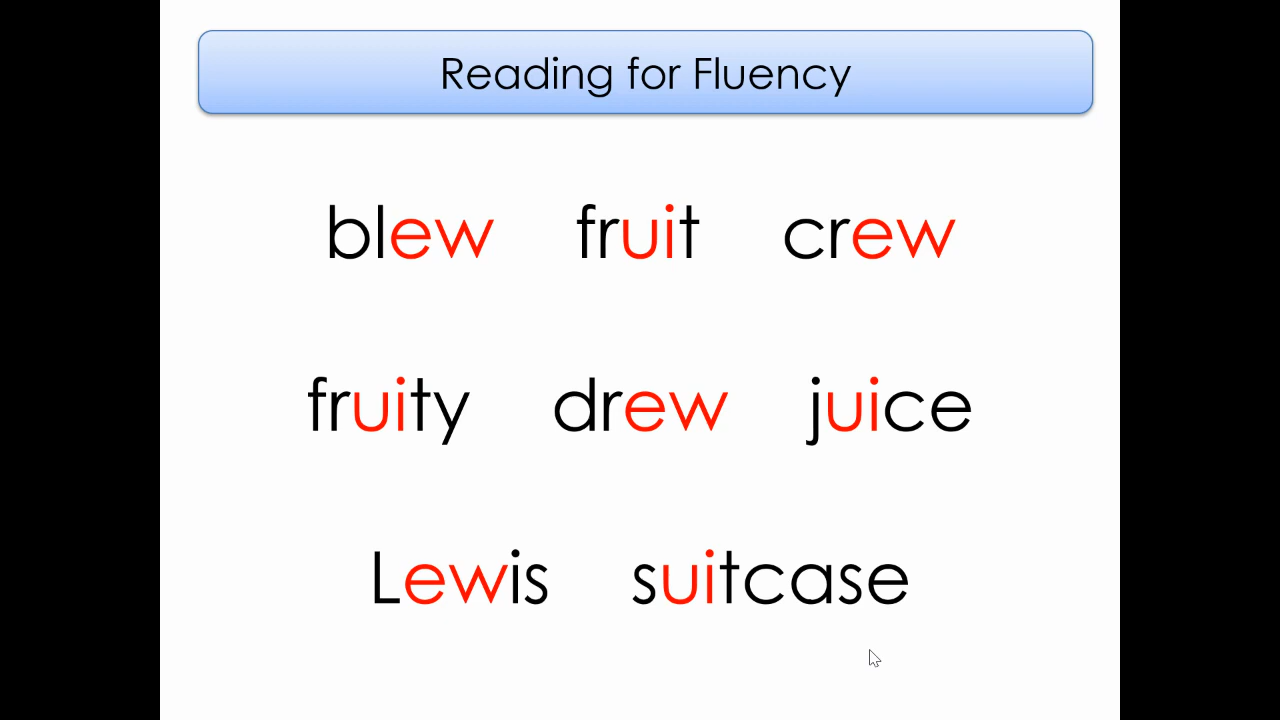 Reading for Fluency
blew fruit crew
fruity drew juice
Lewis suitcase